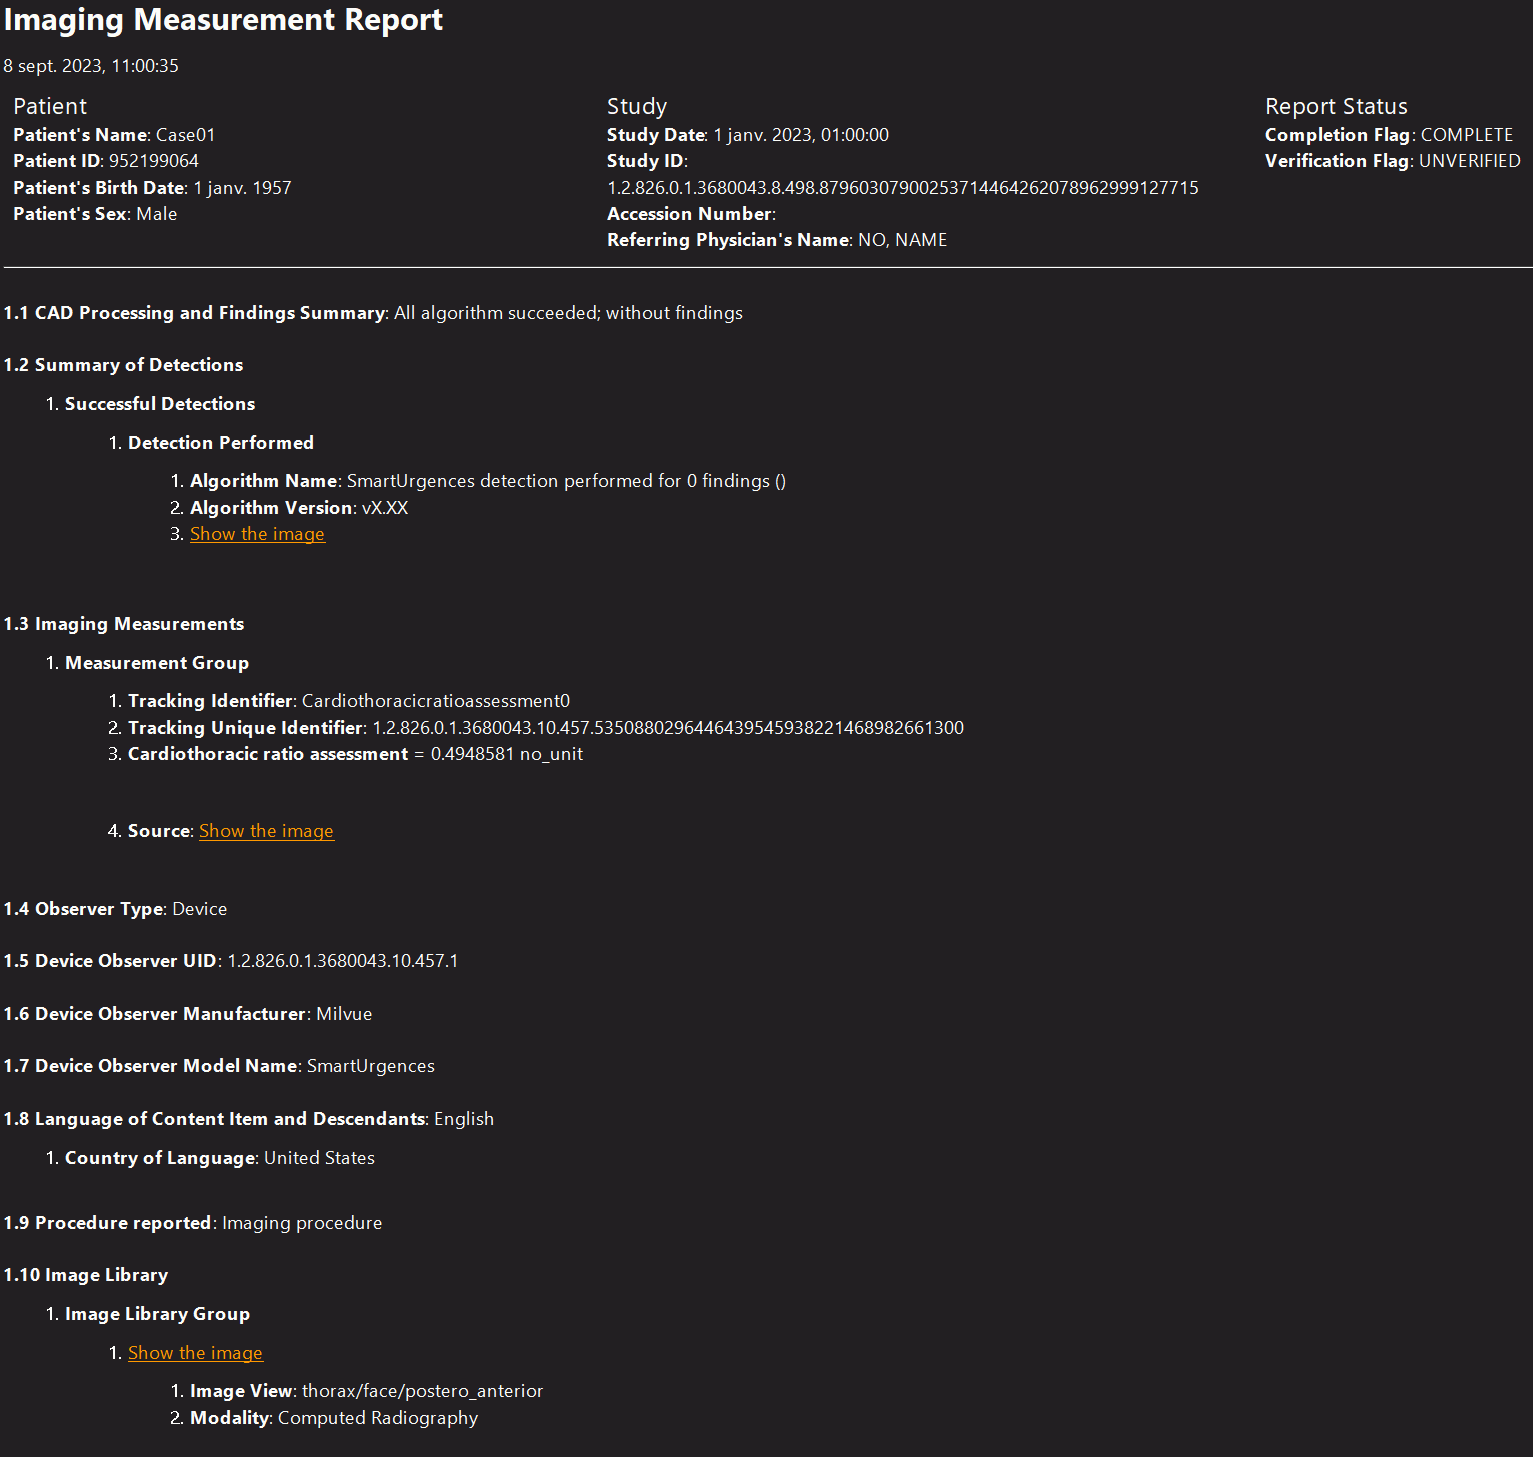 Imaging Measurement Report
8 sept. 2023, 11:00:35
Patient
Patient's Name: Case01
Patient ID: 952199064
Patient's Birth Date: 1 janv. 1957
Patient's Sex: Male
Study
Study Date: 1 janv. 2023, 01:00:00
Study ID:
1.2.826.0.1.3680043.8.498.87960307900253714464262078962999127715
Accession Number:
Referring Physician's Name: NO, NAME
Report Status
Completion Flag: COMPLETE
Verification Flag: UNVERIFIED
1.1 CAD Processing and Findings Summary: All algorithm succeeded; without findings
1.2 Summary of Detections
1. Successful Detections
1. Detection Performed
1. Algorithm Name: SmartUrgences detection performed for 0 findings ()
2. Algorithm Version: vX.XX
3. Show the image
1.3 Imaging Measurements
1. Measurement Group
1. Tracking Identifier: Cardiothoracicratioassessment0
2. Tracking Unique Identifier: 1.2.826.0.1.3680043.10.457.53508802964464395459382214689826​61300
3. Cardiothoracic ratio assessment = 0.4948581 no_unit
4. Source: Show the image
1.4 Observer Type: Device
1.5 Device Observer UID: 1.2.826.0.1.3680043.10.457.1
1.6 Device Observer Manufacturer: Milvue
1.7 Device Observer Model Name: SmartUrgences
1.8 Language of Content Item and Descendants: English
1. Country of Language: United States
1.9 Procedure reported: Imaging procedure
1.10 Image Library
1. Image Library Group
1. Show the image
1. Image View: thorax/face/postero_anterior
2. Modality: Computed Radiography